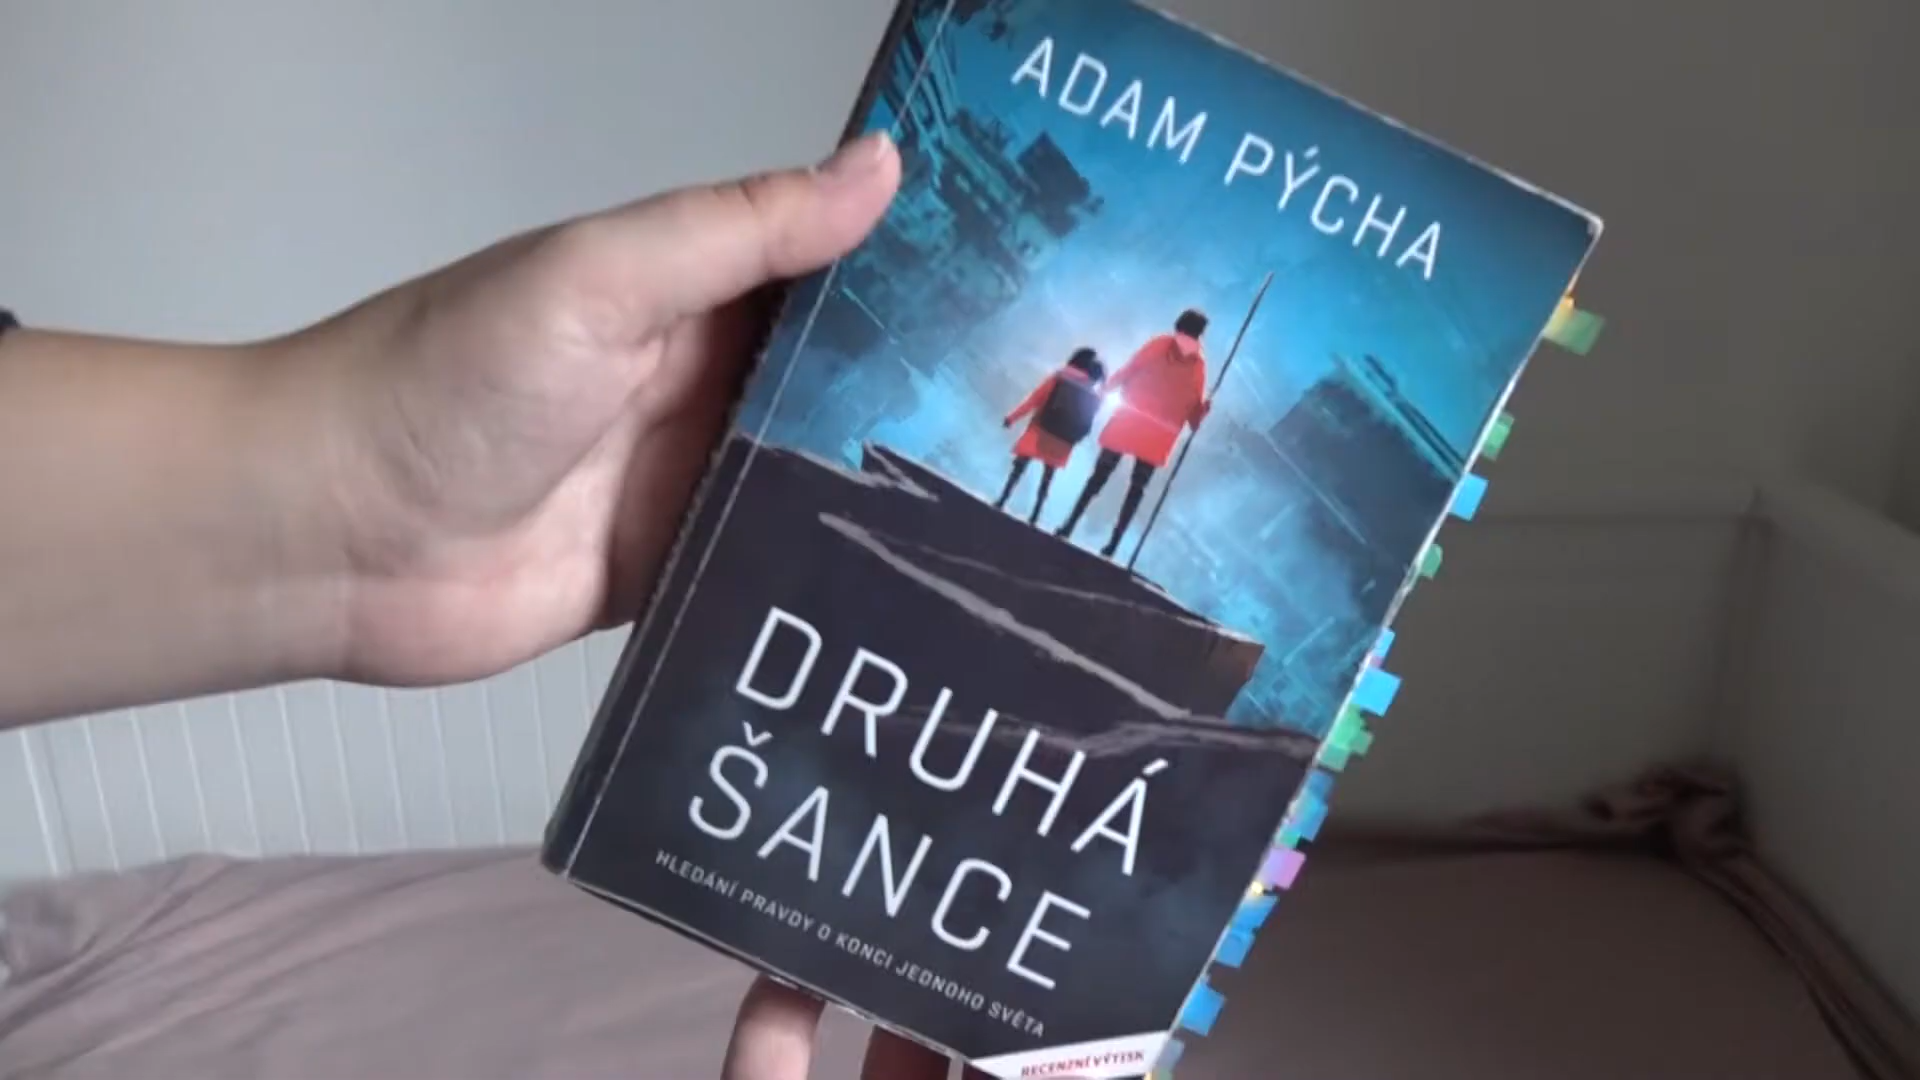 ADAM PÝCHA
DRUHÁ
ŠANCE
HLEDÁNÍ PRAVDY O KONCI JEDNOHO SVĚTA
RECENZNÍ VÝTISK